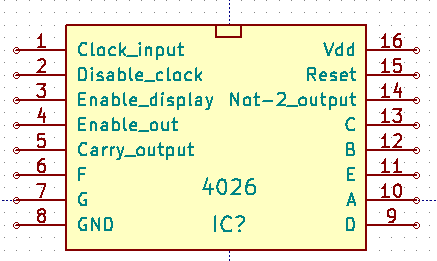 1 Clock_input Vdd 16
2 Disable_clock Reset 15
3 Enable_display Not-2_output 14
4 Enable_out C 13
5 Carry_output B 12
6 F E 11
7 G A 10
8 GND D 9
4026
IC?